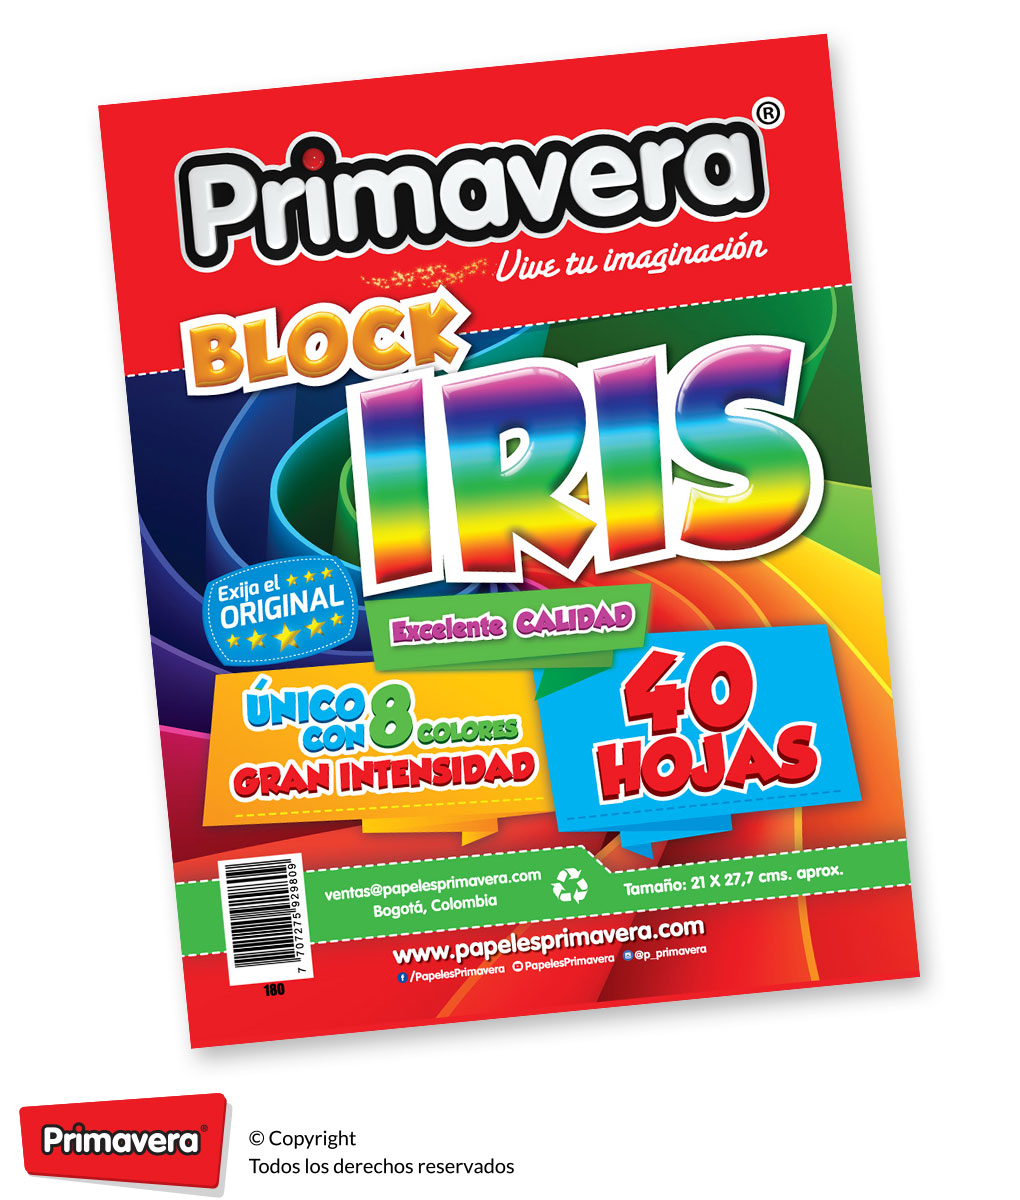 Primavera®
Vive tu imaginación
BLOCK
IRIS
Exija el
ORIGINAL
Excelente CALIDAD
ÚNICO
CON 8 COLORES
GRAN INTENSIDAD
40
HOJAS
7 707275 929809
180
ventas@papelesprimavera.com
Bogotá, Colombia
Tamaño: 21 X 27,7 cms. aprox.
www.papelesprimavera.com
/PapelesPrimavera PapelesPrimavera @p_primavera
Primavera®
© Copyright
Todos los derechos reservados